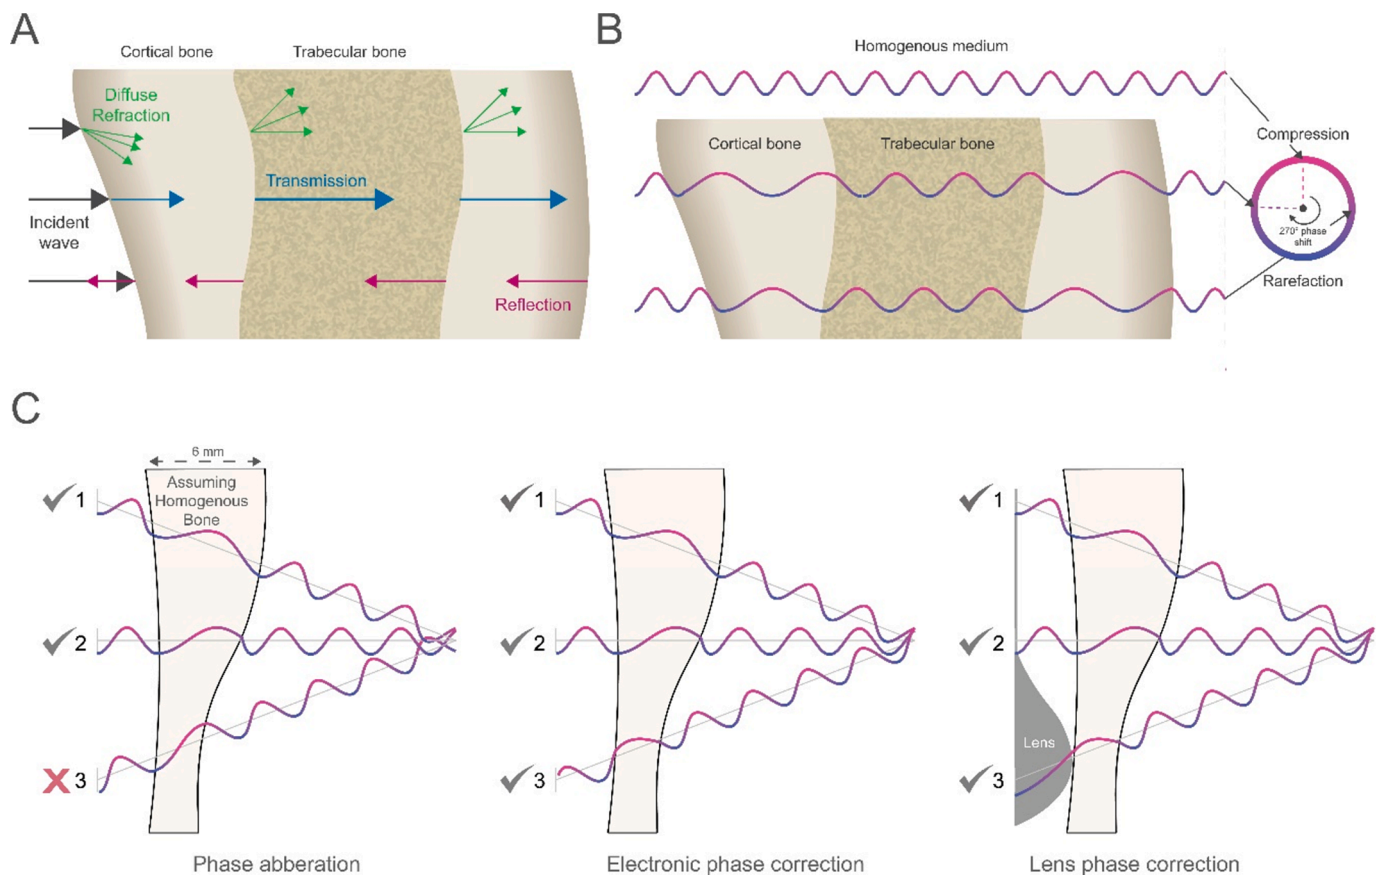 A
Cortical bone
Trabecular bone
Diffuse
Refraction
Transmission
Incident
wave
Reflection
B
Homogenous medium
Compression
Cortical bone
Trabecular bone
270° phase
shift
Rarefaction
C
6 mm
Assuming
Homogenous
Bone
1
2
3
Phase abberation
1
2
3
Electronic phase correction
1
2
Lens
3
Lens phase correction